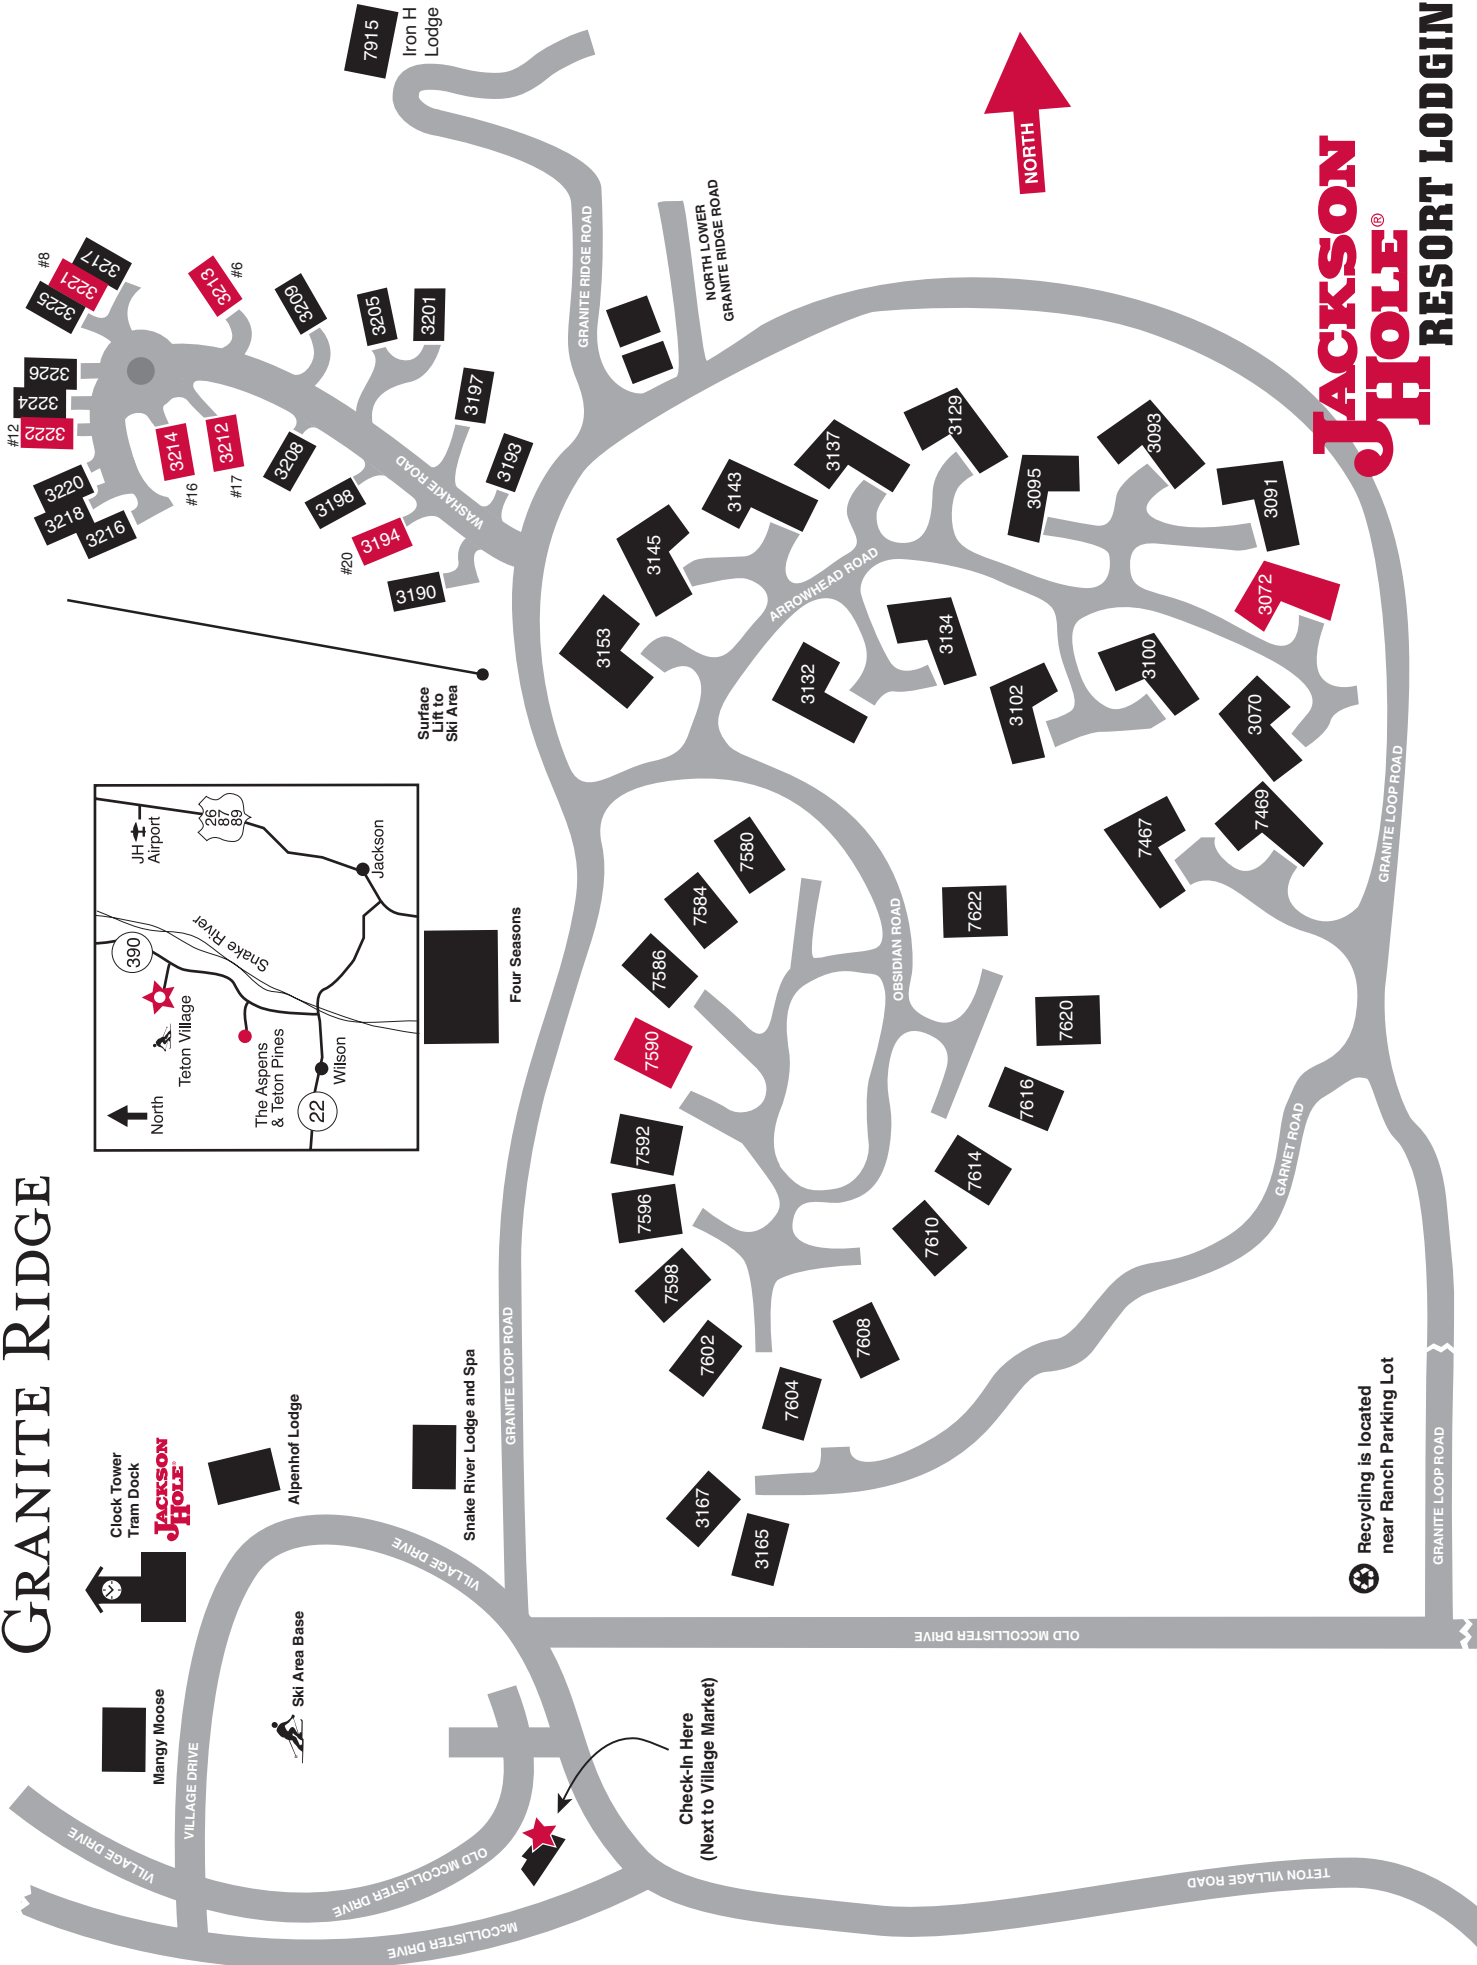 GRANITE RIDGE
Mangy Moose
Clock Tower
Tram Dock
JACKSON
HOLE®
Alpenhof Lodge
Snake River Lodge and Spa
Ski Area Base
Check-In Here
(Next to Village Market)
VILLAGE DRIVE
VILLAGE DRIVE
VILLAGE DRIVE
OLD MCCOLLISTER DRIVE
McCOLLISTER DRIVE
OLD MCCOLLISTER DRIVE
TETON VILLAGE ROAD
North
JH
Airport
26
87
89
390
Snake River
Teton Village
The Aspens
& Teton Pines
Jackson
Wilson
22
Four Seasons
Surface
Lift to
Ski Area
7915
Iron H
Lodge
#8
3217
3221
3225
3213
#6
3209
3205
3201
3226
3224
3222
#12
3220
3218
3216
3214
#16
3212
#17
3208
3198
3194
#20
3190
3197
3193
WASHAKIE ROAD
GRANITE RIDGE ROAD
NORTH LOWER
GRANITE RIDGE ROAD
NORTH
GRANITE LOOP ROAD
3153
3145
3143
3137
3129
3095
3093
3091
3072
3134
3132
3102
3100
3070
7469
7467
ARROWHEAD ROAD
OBSIDIAN ROAD
7580
7584
7586
7590
7592
7596
7598
7602
7604
7608
7610
7614
7616
7620
7622
3167
3165
GARNET ROAD
GRANITE LOOP ROAD
GRANITE LOOP ROAD
Recycling is located
near Ranch Parking Lot
JACKSON
HOLE®
RESORT LODGIN